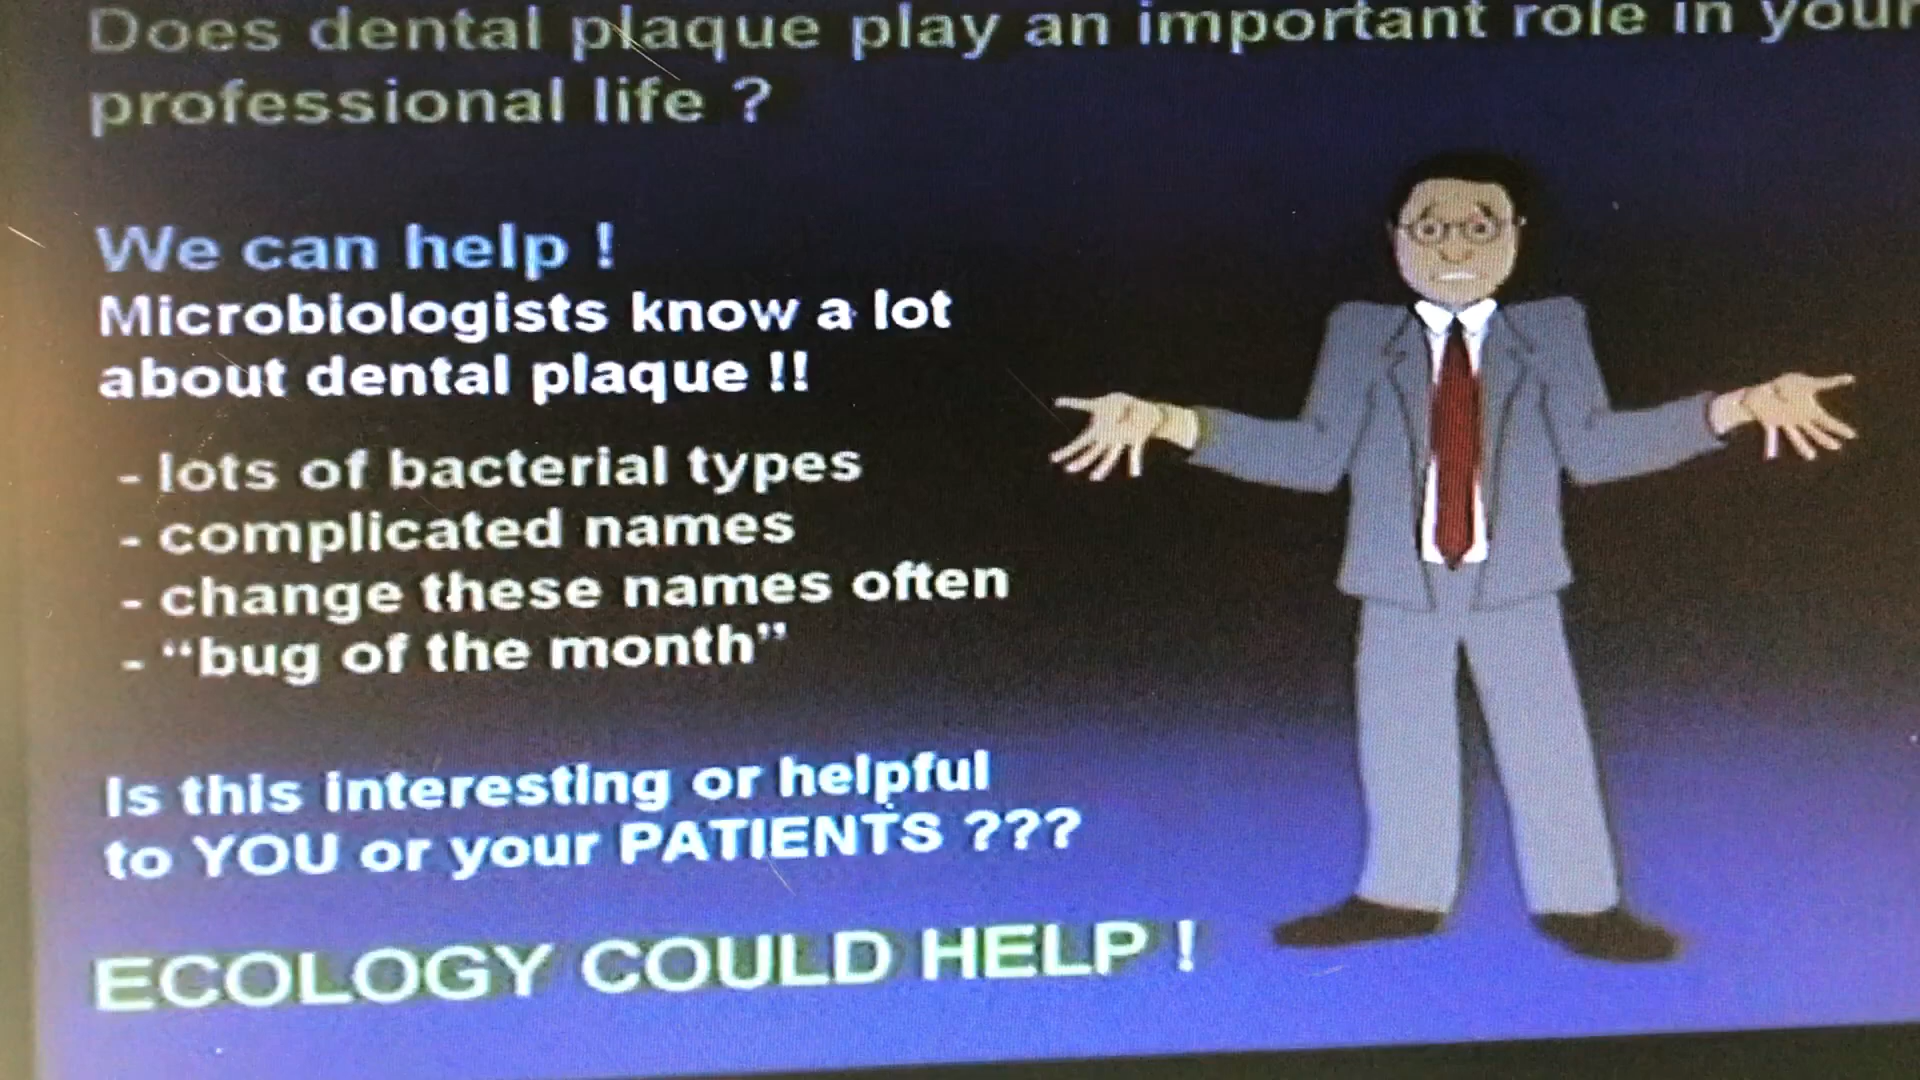 Does dental plaque play an important role in your
professional life ?
We can help !
Microbiologists know a lot
about dental plaque !!
- lots of bacterial types
- complicated names
- change these names often
- “bug of the month”
Is this interesting or helpful
to YOU or your PATIENTS ???
ECOLOGY COULD HELP !